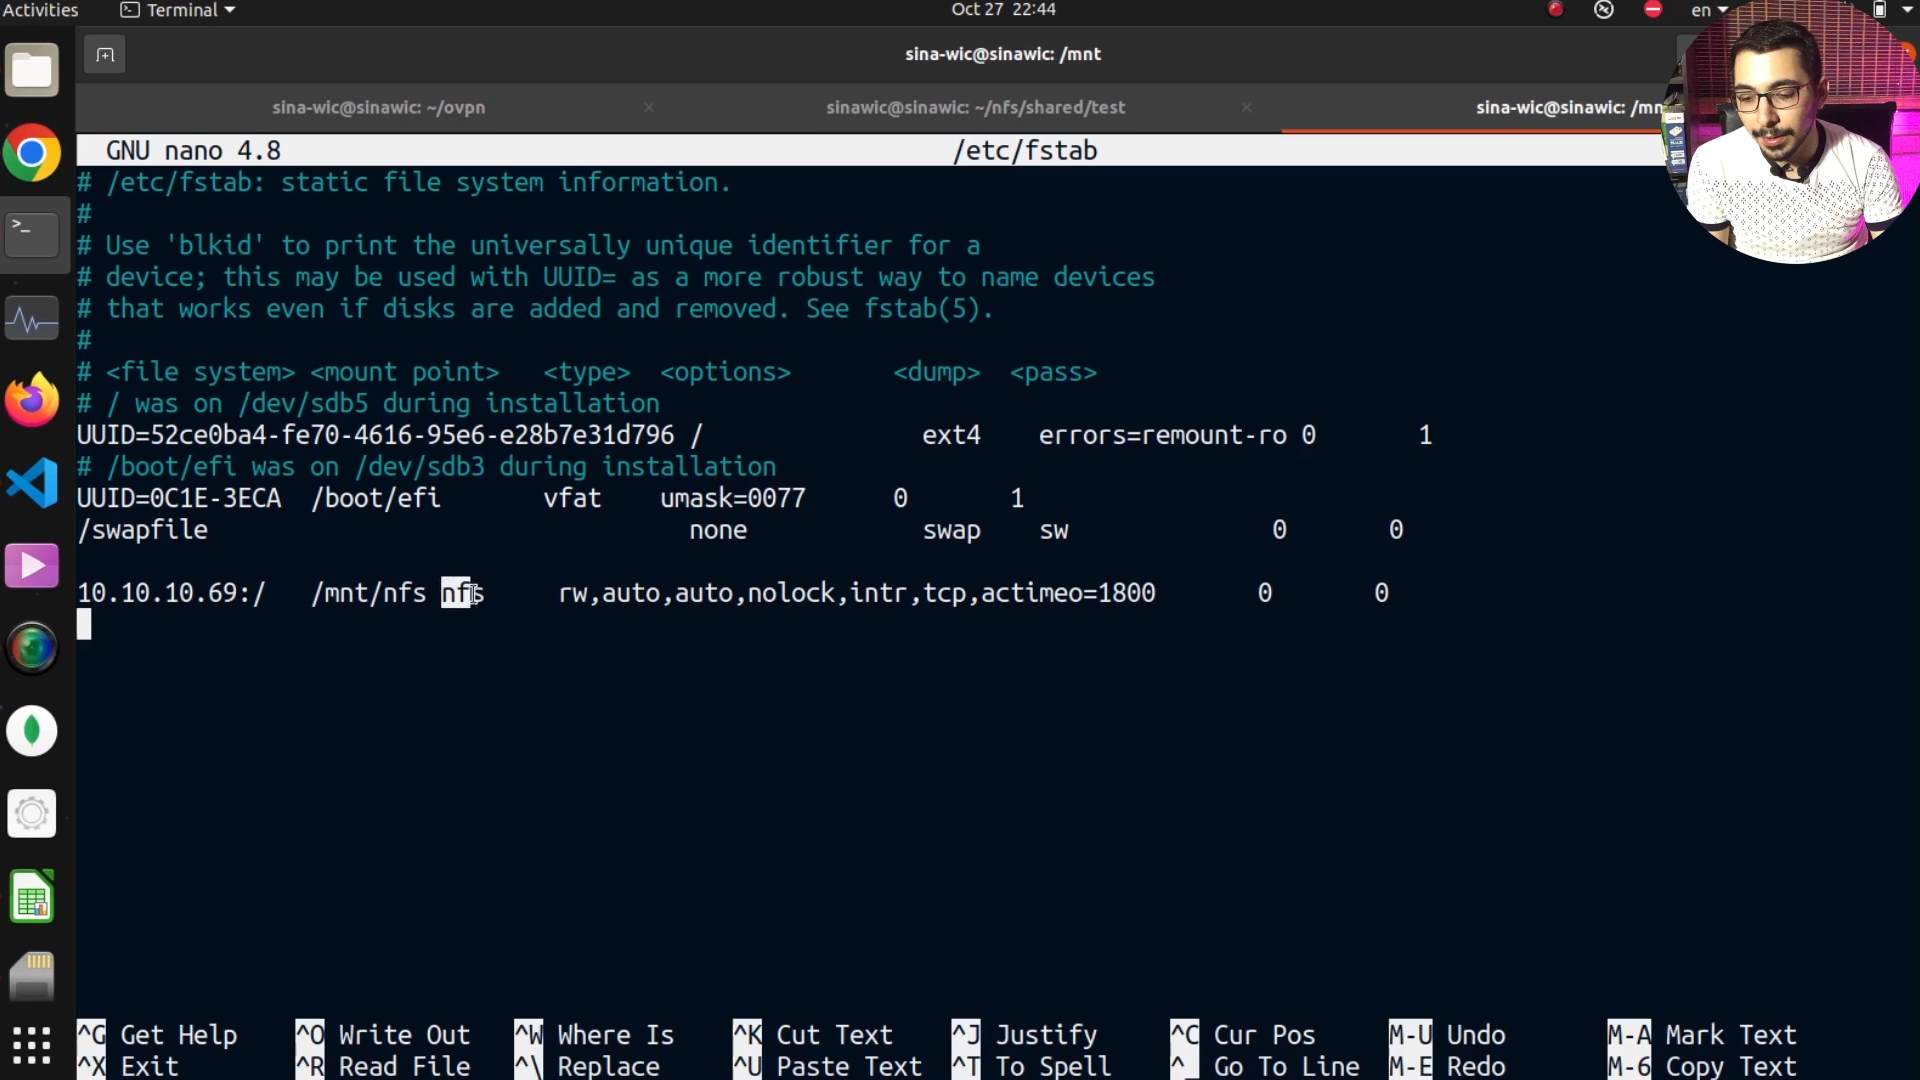 Activities Terminal Oct 27 22:44 en
sina-wic@sinawic: /mnt
sina-wic@sinawic: ~/ovpn × sinawic@sinawic: ~/nfs/shared/test × sina-wic@sinawic:
GNU nano 4.8 /etc/fstab
# /etc/fstab: static file system information.
#
# Use 'blkid' to print the universally unique identifier for a
# device; this may be used with UUID= as a more robust way to name devices
# that works even if disks are added and removed. See fstab(5).
#
# <file system> <mount point> <type> <options> <dump> <pass>
# / was on /dev/sdb5 during installation
UUID=52ce0ba4-fe70-4616-95e6-e28b7e31d796 / ext4 errors=remount-ro 0 1
# /boot/efi was on /dev/sdb3 during installation
UUID=0C1E-3ECA /boot/efi vfat umask=0077 0 1
/swapfile none swap sw 0 0
10.10.10.69:/ /mnt/nfs nfs rw,auto,auto,nolock,intr,tcp,actimeo=1800 0 0
^G Get Help ^O Write Out ^W Where Is ^K Cut Text ^J Justify ^C Cur Pos M-U Undo M-A Mark Text
^X Exit ^R Read File ^\ Replace ^U Paste Text ^T To Spell ^_ Go To Line M-E Redo M-6 Copy Text